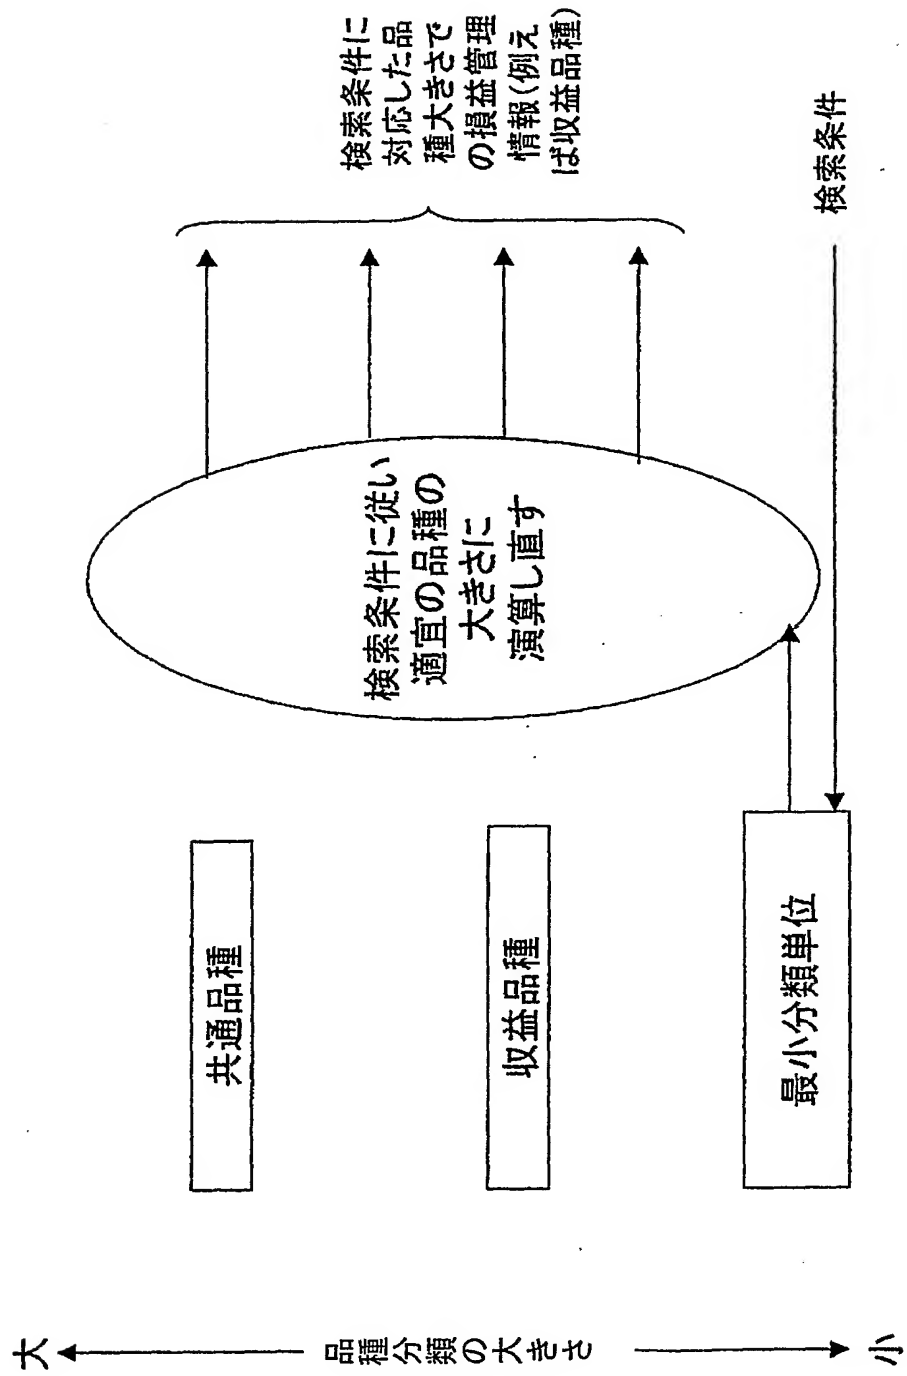 大
品種分類の大きさ
小
共通品種
収益品種
最小分類単位
検索条件に従い
適宜の品種の
大きさに
演算し直す
検索条件に
対応した品
種大きさで
の損益管理
情報(例え
ば収益品種)
検索条件